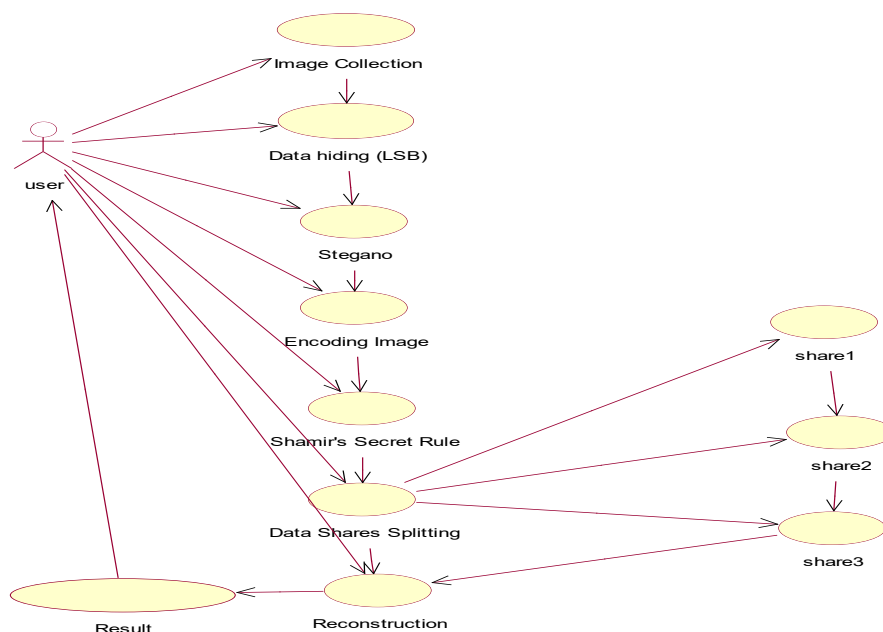 Image Collection
Data hiding (LSB)
user
Stegano
Encoding Image
share1
Shamir's Secret Rule
share2
Data Shares Splitting
share3
Reconstruction
Result